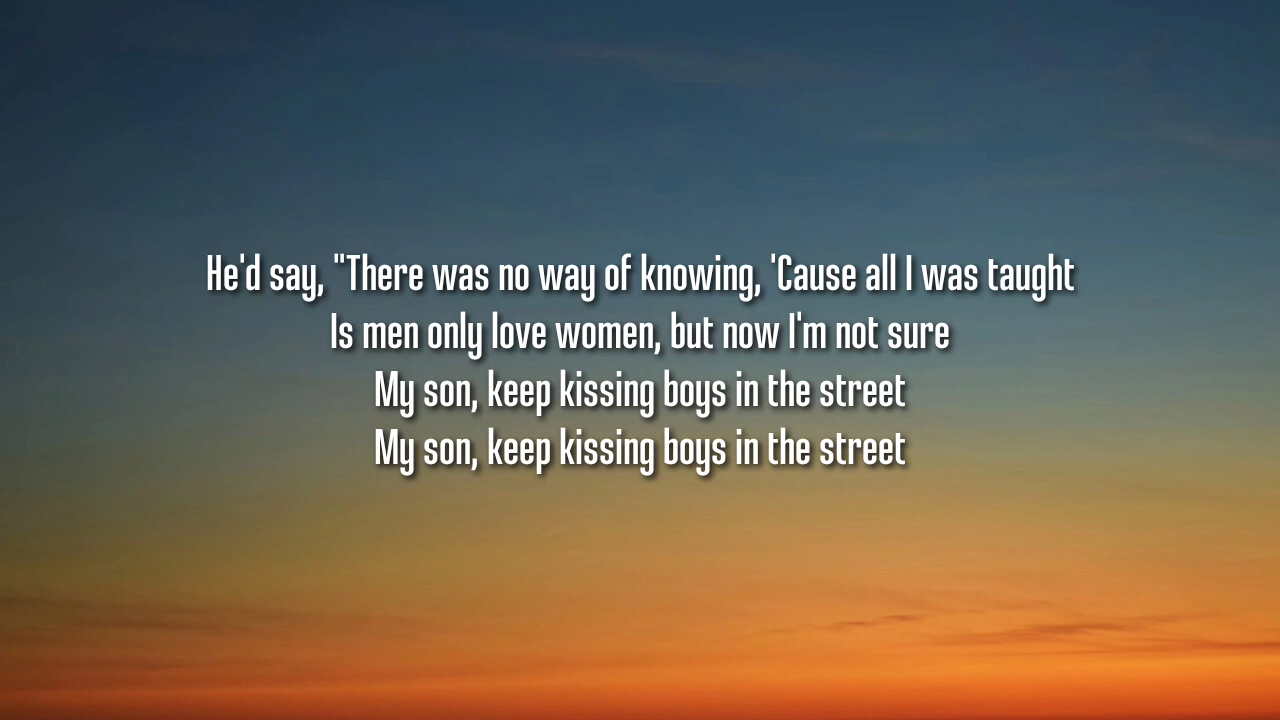 He'd say, "There was no way of knowing, 'Cause all I was taught
Is men only love women, but now I'm not sure
My son, keep kissing boys in the street
My son, keep kissing boys in the street